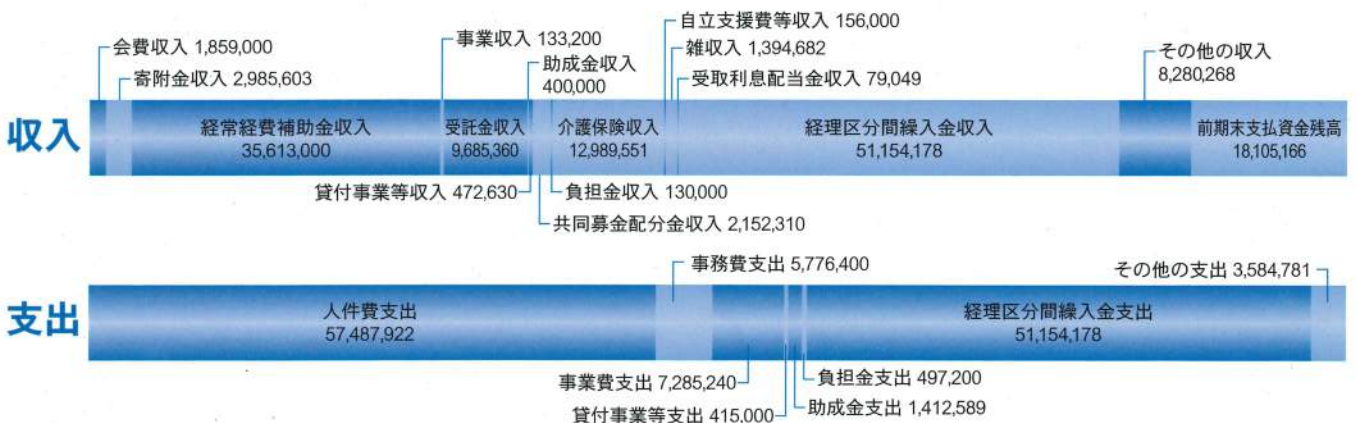 自立支援費等収入 156,000
会費収入 1,859,000
事業収入 133,200
雑収入 1,394,682
その他の収入
8,280,268
寄附金収入 2,985,603
助成金収入
400,000
受取利息配当金収入 79,049
収入
経常経費補助金収入
35,613,000
受託金収入
9,685,360
介護保険収入
12,989,551
経理区分間繰入金収入
51,154,178
前期末支払資金残高
18,105,166
貸付事業等収入 472,630
負担金収入 130,000
共同募金配分金収入 2,152,310
事務費支出 5,776,400
その他の支出 3,584,781
支出
人件費支出
57,487,922
経理区分間繰入金支出
51,154,178
事業費支出 7,285,240
負担金支出 497,200
貸付事業等支出 415,000
助成金支出 1,412,589